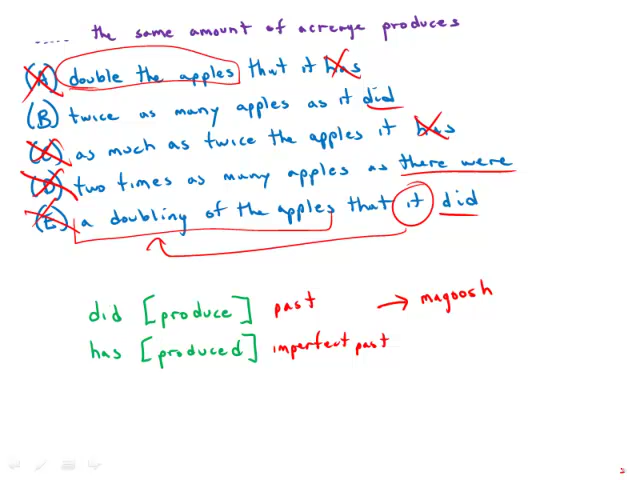 ..... the same amount of acreage produces
(A) double the apples that it has
(B) twice as many apples as it did
(C) as much as twice the apples it has
(D) two times as many apples as there were
(E) a doubling of the apples that it did
did [produce] past → magoosh
has [produced] imperfect past
2